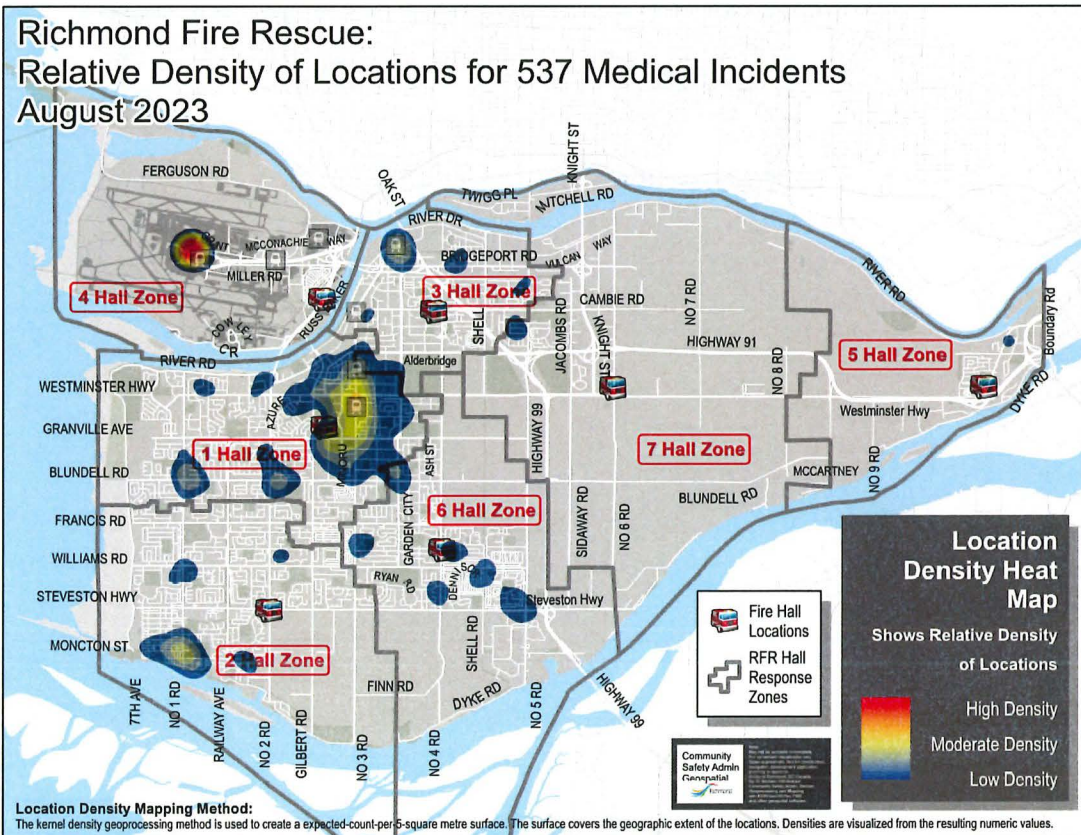 Richmond Fire Rescue:
Relative Density of Locations for 537 Medical Incidents
August 2023
FERGUSON RD
OAK ST
TWIGG PL
KNIGHT ST
MITCHELL RD
RIVER DR
MCCONACHIE WAY
BRIDGEPORT RD
VULCAN WAY
MILLER RD
4 Hall Zone
3 Hall Zone
CAMBIE RD
NO 7 RD
RIVER RD
Boundary Rd
COWLEY CR
RUSS BAKER
SHELL
JACOBMS RD
KNIGHT ST
HIGHWAY 91
NO 8 RD
5 Hall Zone
RIVER RD
Alderbridge
WESTMINSTER HWY
AZURE
Westminster Hwy
DYKE RD
GRANVILLE AVE
1 Hall Zone
MINORU
ASH ST
HIGHWAY 99
7 Hall Zone
BLUNDELL RD
MCCARTNEY
NO 9 RD
BLUNDELL RD
FRANCIS RD
GARDEN CITY
6 Hall Zone
SIDAWAY RD
NO 6 RD
WILLIAMS RD
RYAN RD
DENNIS
STEVESTON HWY
Steveston Hwy
SHELL RD
MONCTON ST
2 Hall Zone
FINN RD
DYKE RD
7TH AVE
NO 1 RD
RAILWAY AVE
NO 2 RD
GILBERT RD
NO 3 RD
NO 4 RD
NO 5 RD
HIGHWAY 99
Fire Hall
Locations
RFR Hall
Response
Zones
Location
Density Heat
Map
Shows Relative Density
of Locations
High Density
Moderate Density
Low Density
Community
Safety Admin
Geospatial
Richmond
Location Density Mapping Method:
The kernel density geoprocessing method is used to create a expected-count-per-5-square metre surface. The surface covers the geographic extent of the locations. Densities are visualized from the resulting numeric values.